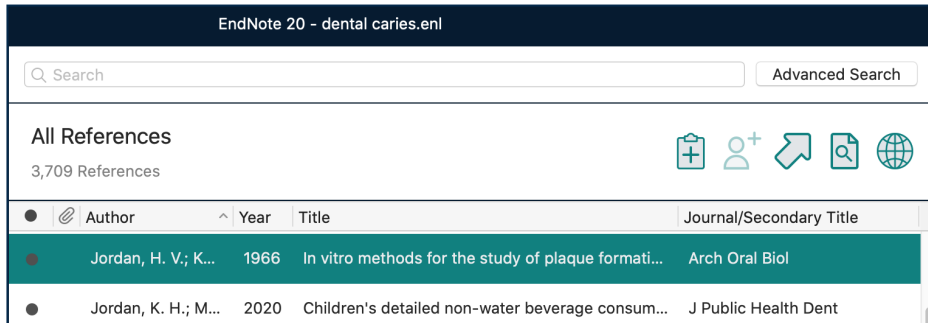 EndNote 20 - dental caries.enl
Search
Advanced Search
All References
3,709 References
Author Year Title Journal/Secondary Title
Jordan, H. V.; K... 1966 In vitro methods for the study of plaque formati... Arch Oral Biol
Jordan, K. H.; M... 2020 Children's detailed non-water beverage consum... J Public Health Dent